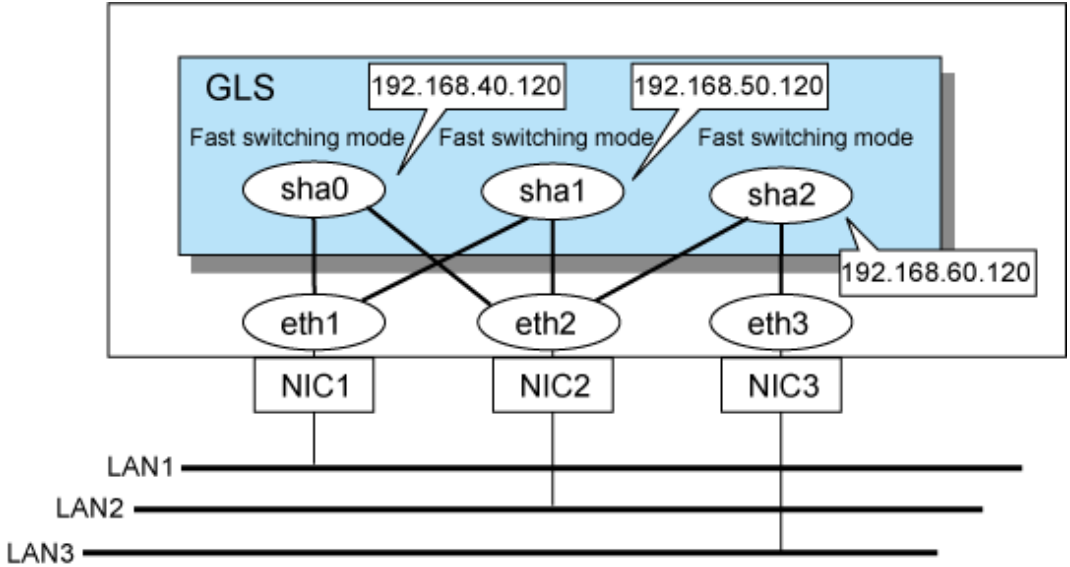 GLS
192.168.40.120
192.168.50.120
Fast switching mode
Fast switching mode
Fast switching mode
sha0
sha1
sha2
192.168.60.120
eth1
eth2
eth3
NIC1
NIC2
NIC3
LAN1
LAN2
LAN3